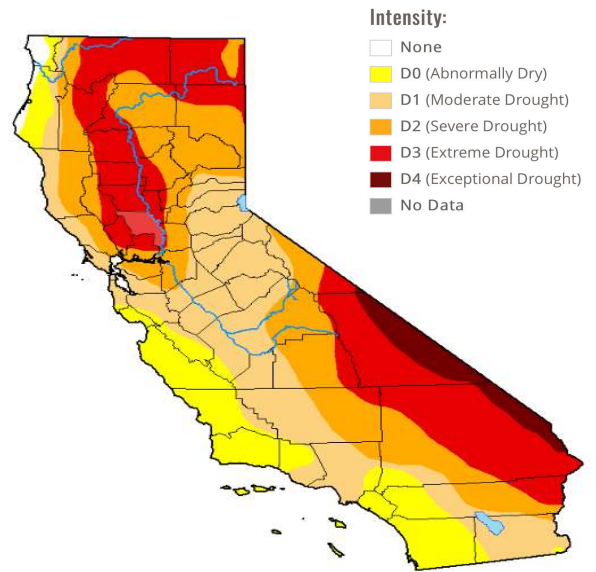 Intensity:
None
D0 (Abnormally Dry)
D1 (Moderate Drought)
D2 (Severe Drought)
D3 (Extreme Drought)
D4 (Exceptional Drought)
No Data